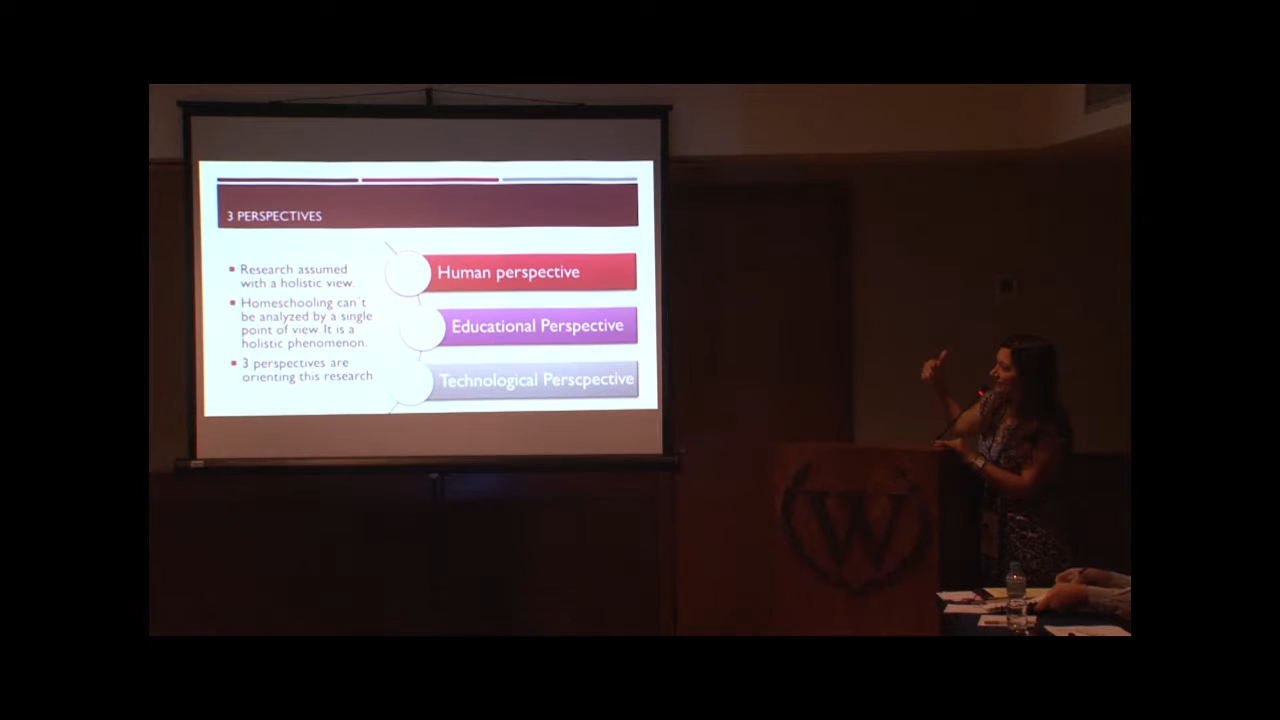 3 PERSPECTIVES
▪ Research assumed
with a holistic view.
▪ Homeschooling can´t
be analyzed by a single
point of view. It is a
holistic phenomenon.
▪ 3 perspectives are
orienting this research
Human perspective
Educational Perspective
Technological Perscpective
W